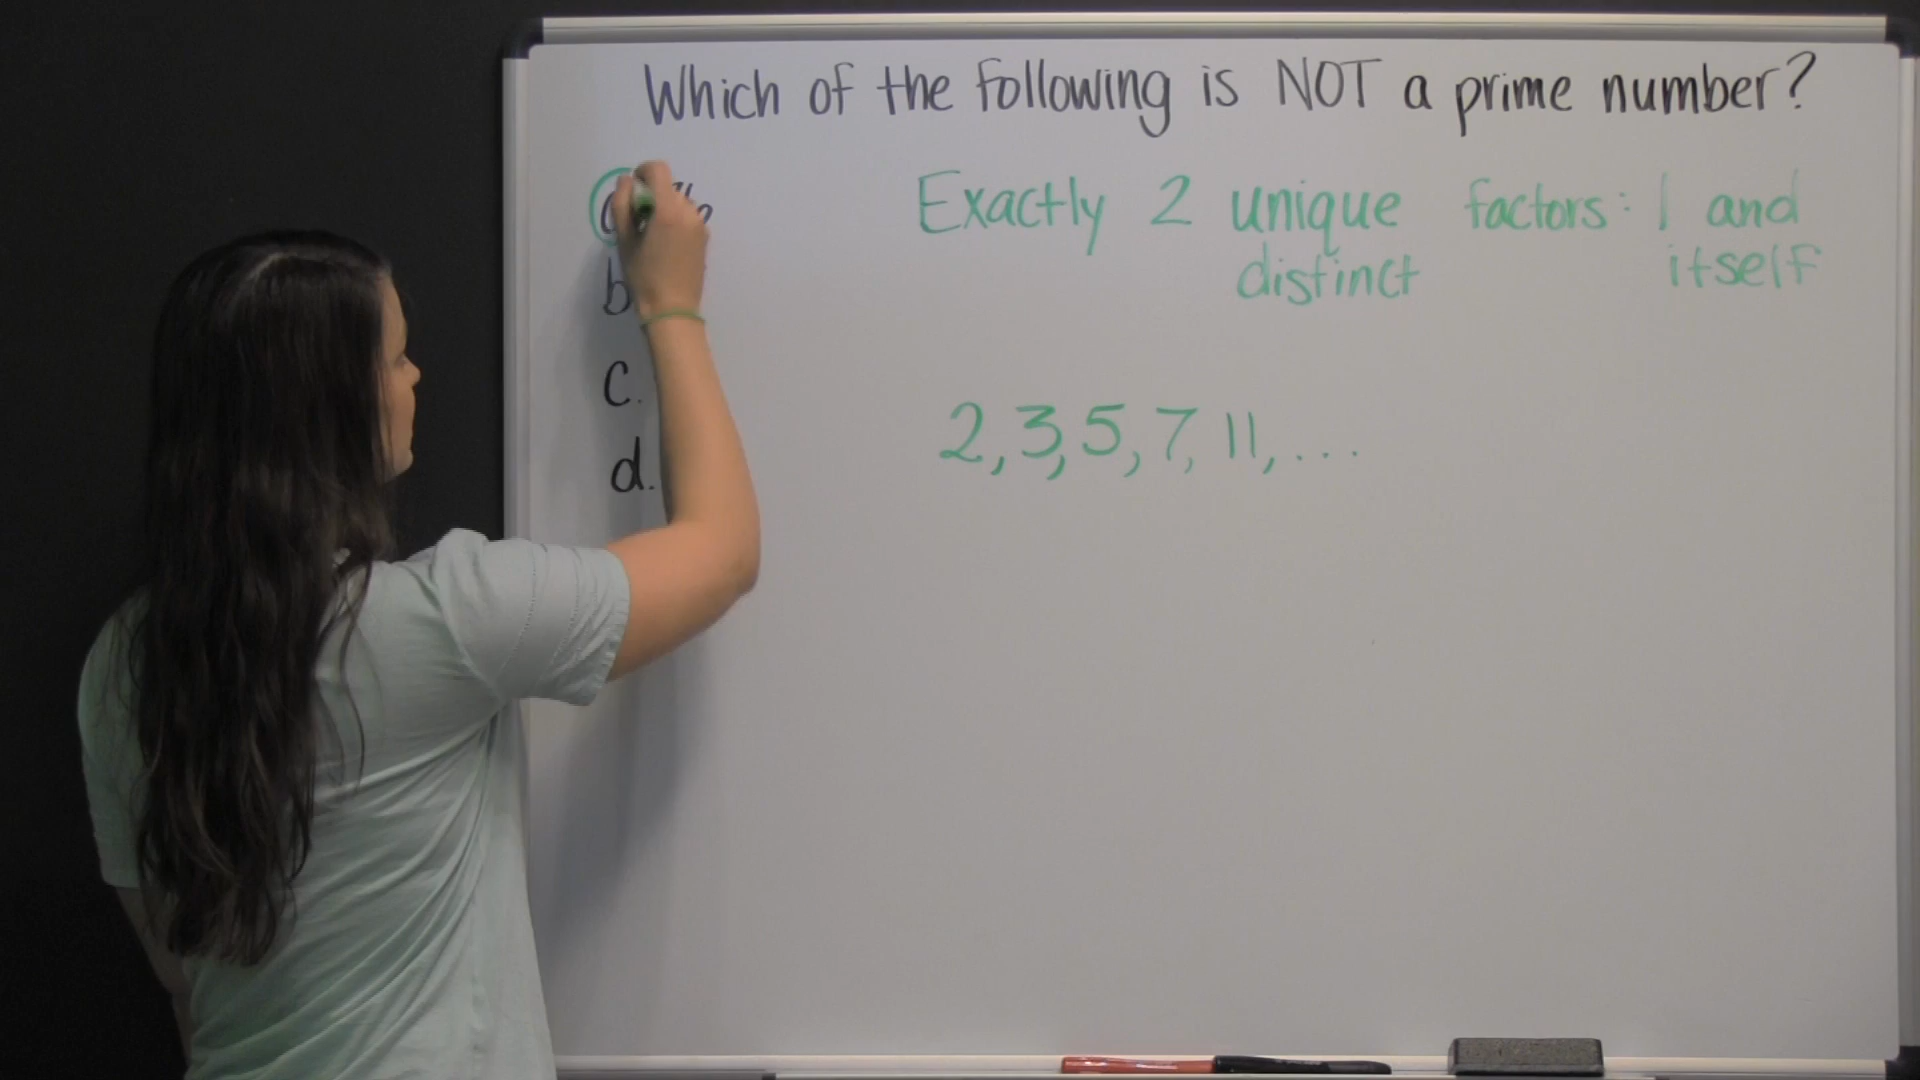 Which of the following is NOT a prime number?
Exactly 2 unique factors: 1 and
distinct itself
b
c.
2, 3, 5, 7, 11, ...
d.